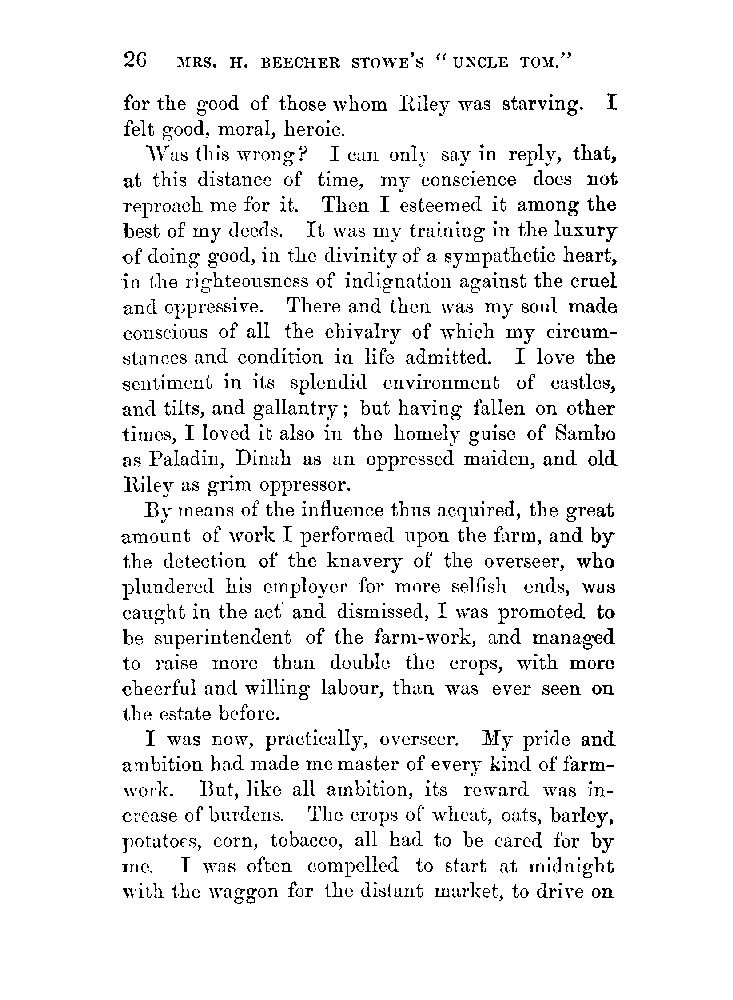 26 MRS. H. BEECHER STOWE'S "UNCLE TOM."
for the good of those whom Riley was starving. I
felt good, moral, heroic.
Was this wrong? I can only say in reply, that,
at this distance of time, my conscience does not
reproach me for it. Then I esteemed it among the
best of my deeds. It was my training in the luxury
of doing good, in the divinity of a sympathetic heart,
in the righteousness of indignation against the cruel
and oppressive. There and then was my soul made
conscious of all the chivalry of which my circum-
stances and condition in life admitted. I love the
sentiment in its splendid environment of castles,
and tilts, and gallantry; but having fallen on other
times, I loved it also in the homely guise of Sambo
as Paladin, Dinah as an oppressed maiden, and old
Riley as grim oppressor.
By means of the influence thus acquired, the great
amount of work I performed upon the farm, and by
the detection of the knavery of the overseer, who
plundered his employer for more selfish ends, was
caught in the act and dismissed, I was promoted to
be superintendent of the farm-work, and managed
to raise more than double the crops, with more
cheerful and willing labour, than was ever seen on
the estate before.
I was now, practically, overseer. My pride and
ambition had made me master of every kind of farm-
work. But, like all ambition, its reward was in-
crease of burdens. The crops of wheat, oats, barley,
potatoes, corn, tobacco, all had to be cared for by
me. I was often compelled to start at midnight
with the waggon for the distant market, to drive on